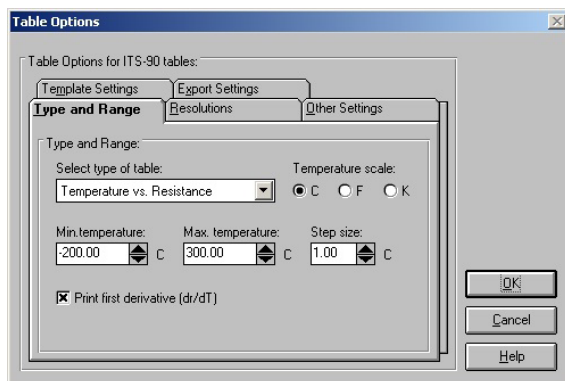 Table Options
Table Options for ITS-90 tables:
Template Settings Export Settings
Type and Range Resolutions Other Settings
Type and Range:
Select type of table: Temperature scale:
Temperature vs. Resistance C F K
Min.temperature: Max. temperature: Step size:
-200.00 C 300.00 C 1.00 C
Print first derivative (dr/dT)
OK
Cancel
Help